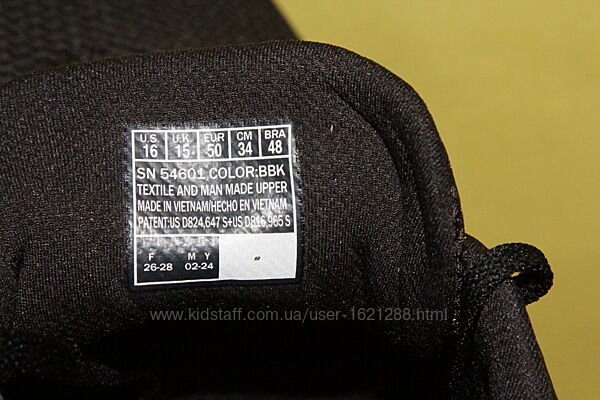 U.S. U.K. EUR CM BRA
16 15 50 34 48
SN 54601 COLOR:BBK
TEXTILE AND MAN MADE UPPER
MADE IN VIETNAM/HECHO EN VIETNAM
PATENT:US D824,647 S+US D816,965 S
F M Y
26-28 02-24
www.kidstaff.com.ua/user-1621288.html